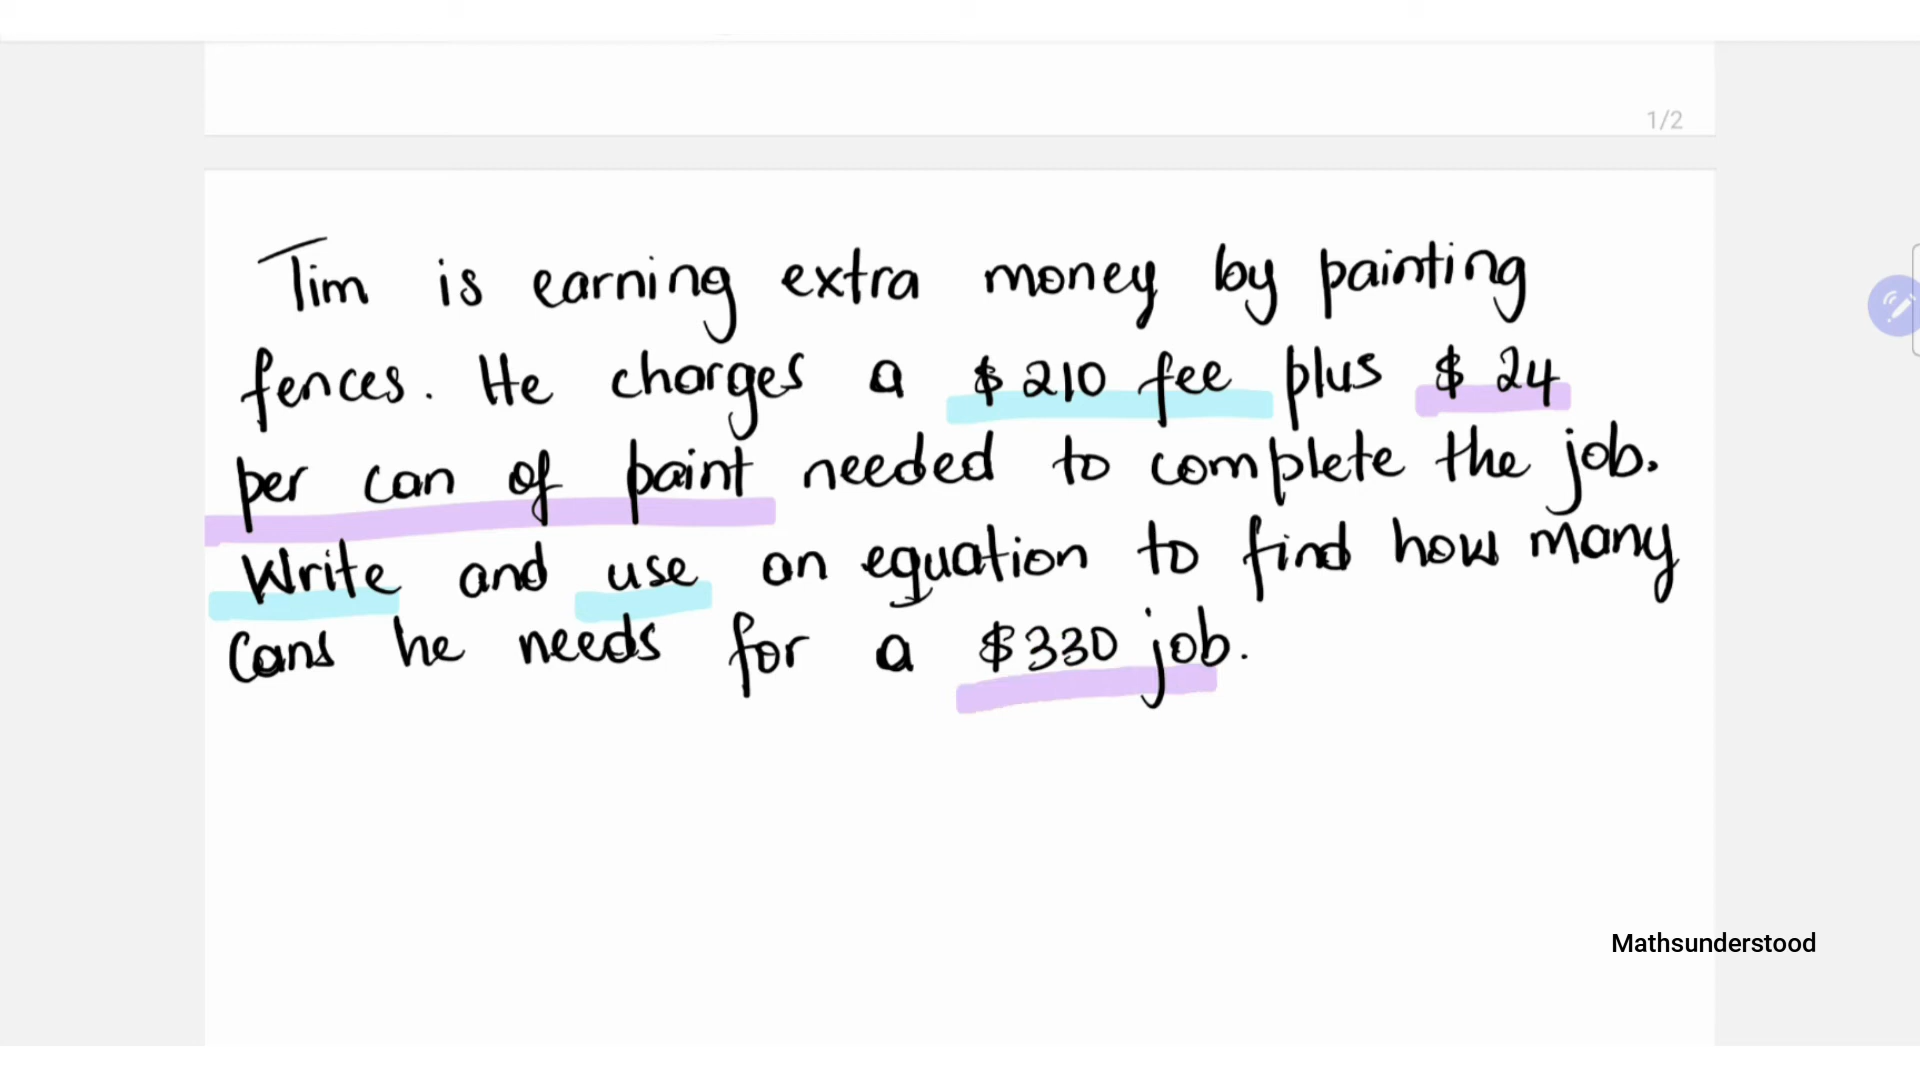 1/2
Tim is earning extra money by painting
fences. He charges a $210 fee plus $ 24
per can of paint needed to complete the job.
Write and use an equation to find how many
Cans he needs for a $330 job.
Mathsunderstood